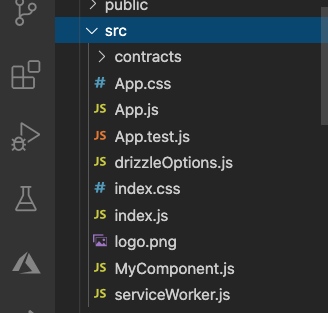 public
src
contracts
# App.css
JS App.js
JS App.test.js
JS drizzleOptions.js
# index.css
JS index.js
logo.png
JS MyComponent.js
JS serviceWorker.js